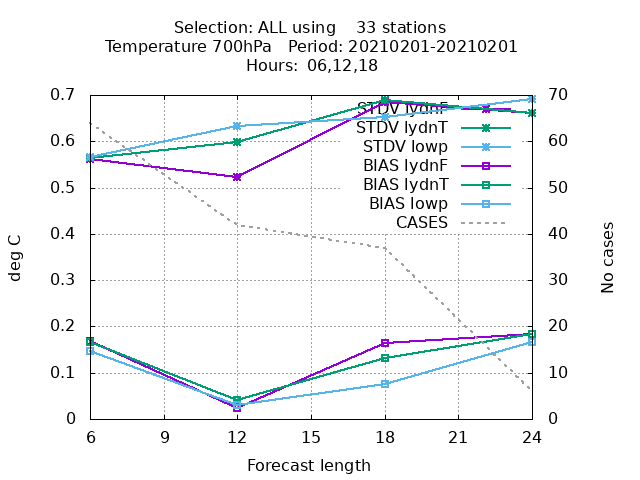 Selection: ALL using    33 stations
Temperature 700hPa   Period: 20210201-20210201
Hours:  06,12,18
0.7
0.6
0.5
0.4
0.3
0.2
0.1
0
70
60
50
40
30
20
10
0
STDV lydnF
STDV lydnT
STDV lowp
BIAS lydnF
BIAS lydnT
BIAS lowp
CASES
deg C
No cases
6 9 12 15 18 21 24
Forecast length